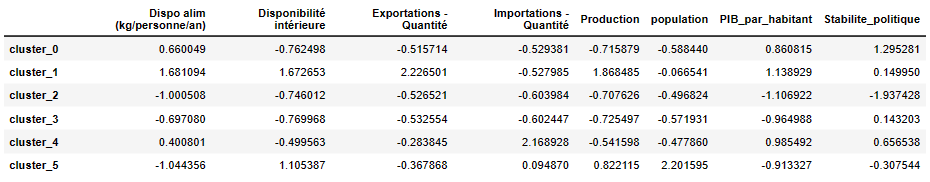 Dispo alim (kg/personne/an) Disponibilité intérieure Exportations - Quantité Importations - Quantité Production population PIB_par_habitant Stabilite_politique
cluster_0 0.660049 -0.762498 -0.515714 -0.529381 -0.715879 -0.588440 0.860815 1.295281
cluster_1 1.681094 1.672653 2.226501 -0.527985 1.868485 -0.066541 1.138929 0.149950
cluster_2 -1.000508 -0.746012 -0.526521 -0.603984 -0.707626 -0.496824 -1.106922 -1.937428
cluster_3 -0.697080 -0.769968 -0.532554 -0.602447 -0.725497 -0.571931 -0.964988 0.143203
cluster_4 0.400801 -0.499563 -0.283845 2.168928 -0.541598 -0.477860 0.985492 0.656538
cluster_5 -1.044356 1.105387 -0.367868 0.094870 0.822115 2.201595 -0.913327 -0.307544